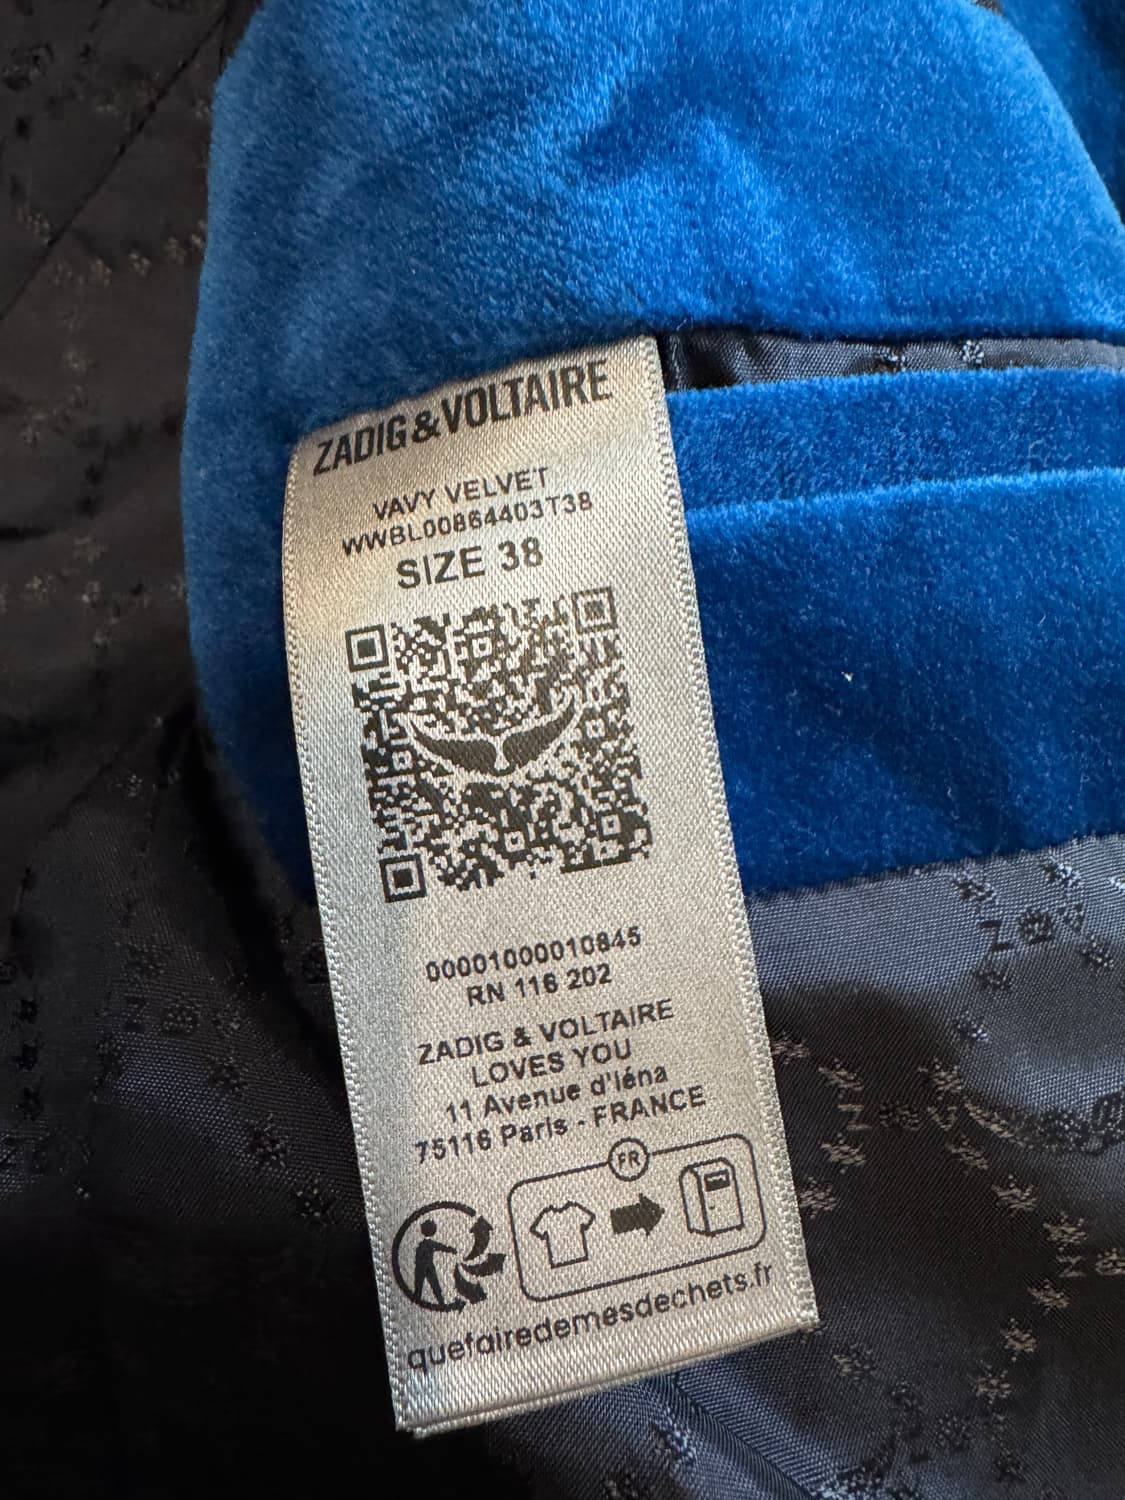 ZADIG&VOLTAIRE
VAVY VELVET
WWBL00864403T38
SIZE 38
00001000010845
RN 116 202
ZADIG & VOLTAIRE
LOVES YOU
11 Avenue d'Iéna
75116 Paris - FRANCE
FR
quefairedemesdechets.fr
Z&V
Z&V